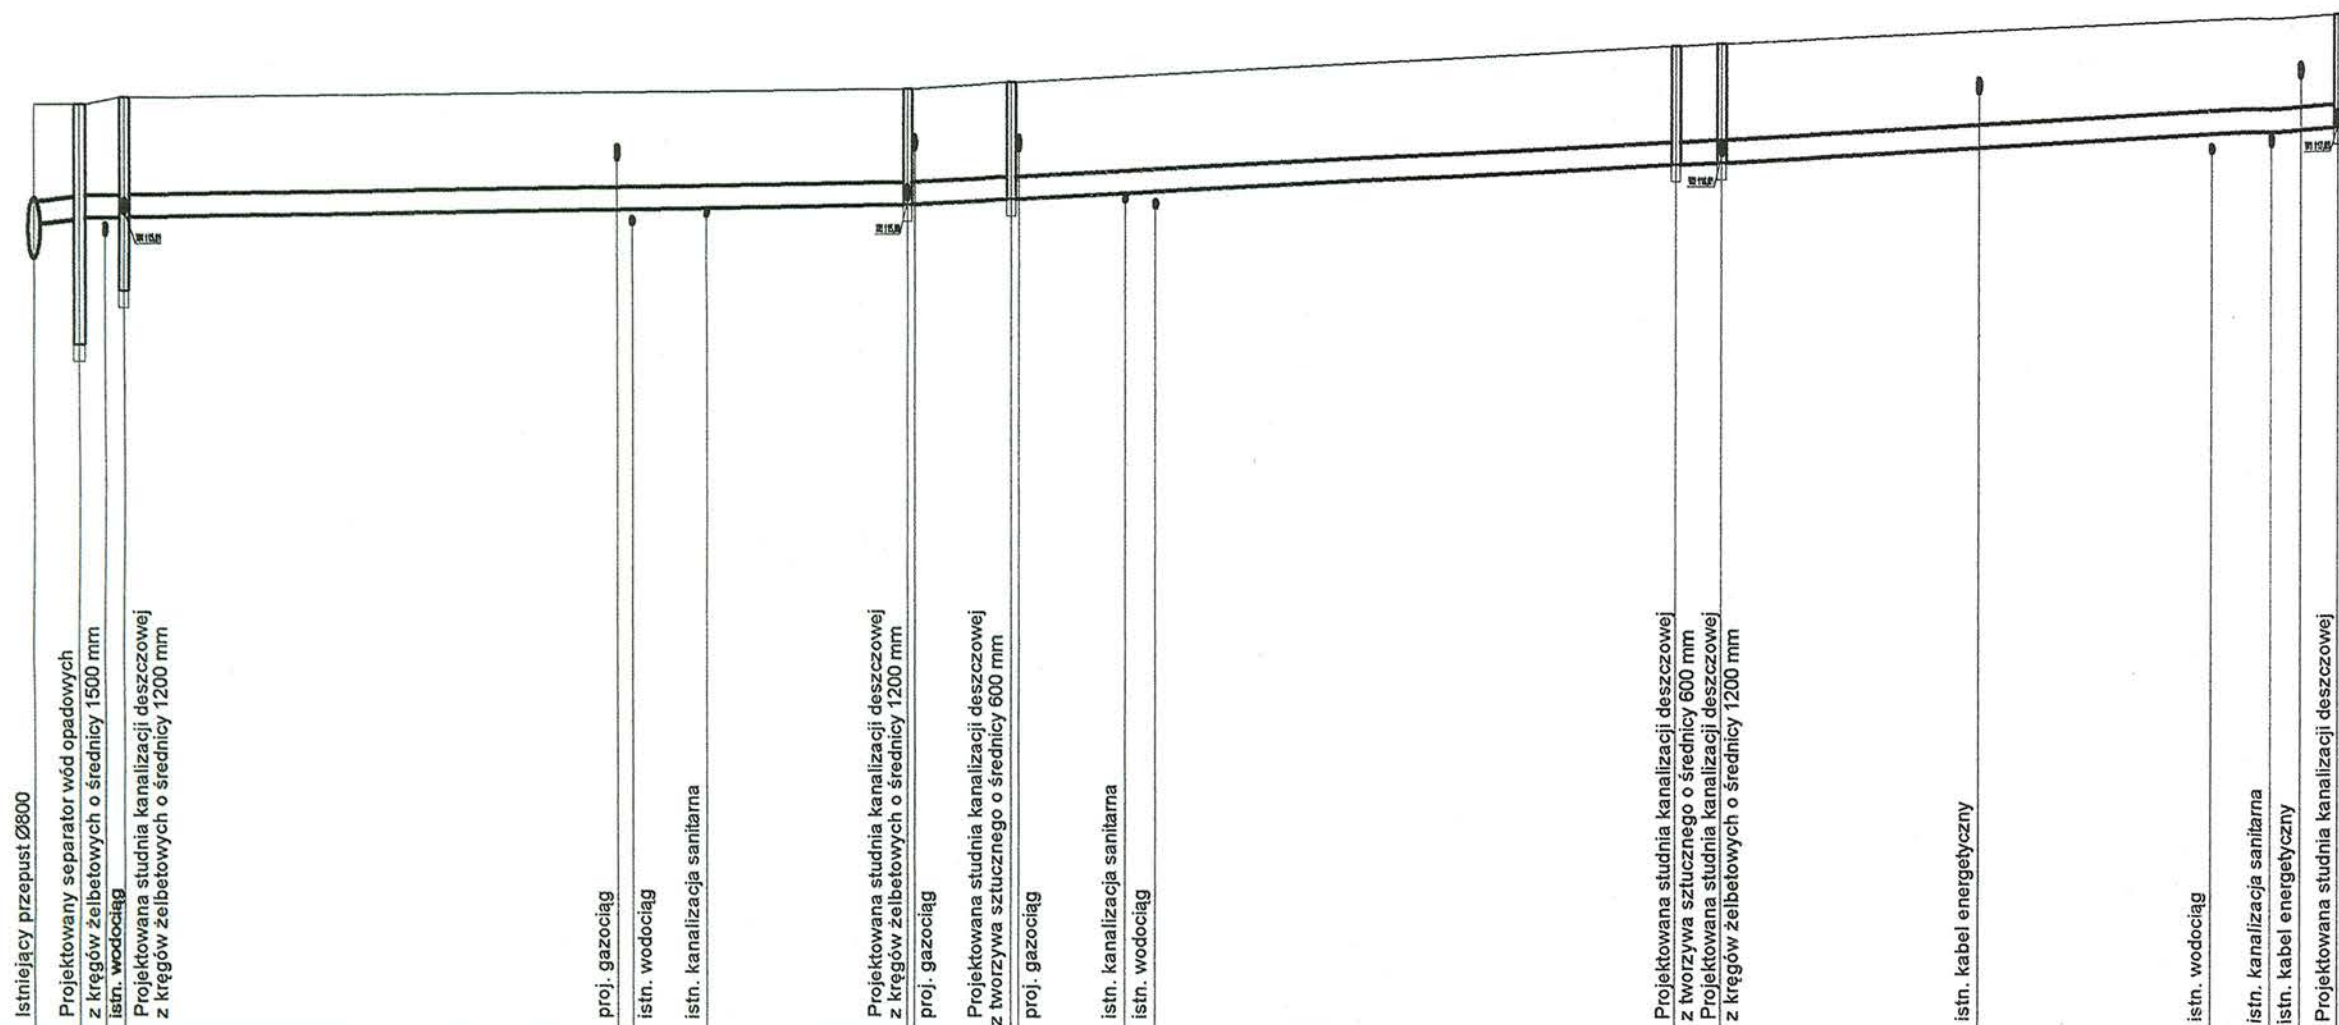 Istniejący przepust Ø800
Projektowany separator wód opadowych
z kręgów żelbetowych o średnicy 1500 mm
istn. wodociąg
Projektowana studnia kanalizacji deszczowej
z kręgów żelbetowych o średnicy 1200 mm
proj. gazociąg
istn. wodociąg
istn. kanalizacja sanitarna
Projektowana studnia kanalizacji deszczowej
z kręgów żelbetowych o średnicy 1200 mm
proj. gazociąg
Projektowana studnia kanalizacji deszczowej
z tworzywa sztucznego o średnicy 600 mm
proj. gazociąg
istn. kanalizacja sanitarna
istn. wodociąg
Projektowana studnia kanalizacji deszczowej
z tworzywa sztucznego o średnicy 600 mm
Projektowana studnia kanalizacji deszczowej
z kręgów żelbetowych o średnicy 1200 mm
istn. kabel energetyczny
istn. wodociąg
istn. kanalizacja sanitarna
istn. kabel energetyczny
Projektowana studnia kanalizacji deszczowej